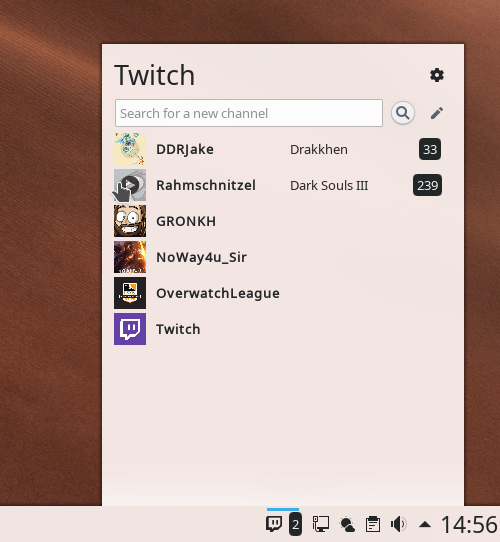 Twitch
Search for a new channel
DDRJake Drakkhen 33
Rahmschnitzel Dark Souls III 239
GRONKH
NoWay4u_Sir
OverwatchLeague
Twitch
2 14:56